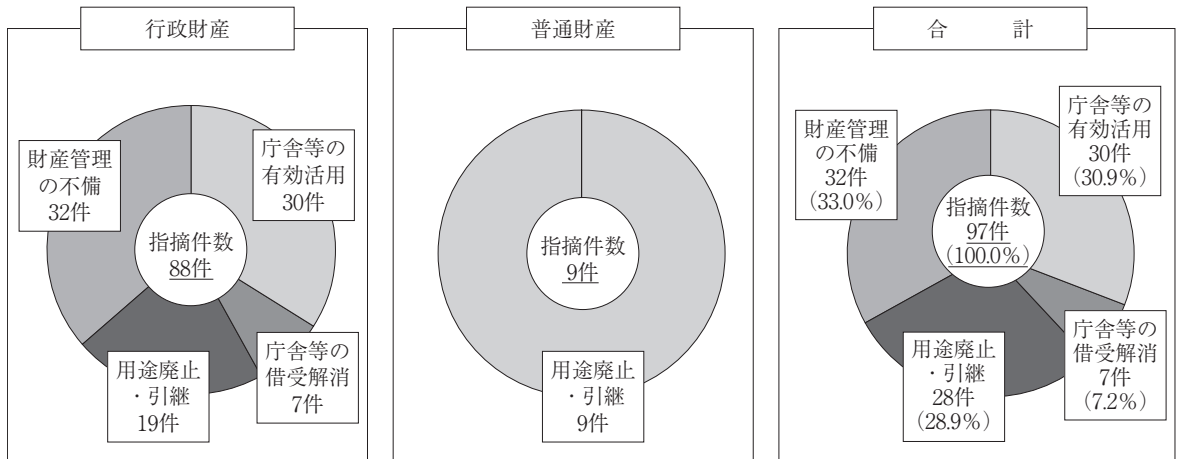 行政財産
財産管理
の不備
32件
庁舎等の
有効活用
30件
指摘件数
88件
用途廃止
・引継
19件
庁舎等の
借受解消
7件
普通財産
指摘件数
9件
用途廃止
・引継
9件
合 計
財産管理
の不備
32件
(33.0%)
庁舎等の
有効活用
30件
(30.9%)
指摘件数
97件
(100.0%)
用途廃止
・引継
28件
(28.9%)
庁舎等の
借受解消
7件
(7.2%)